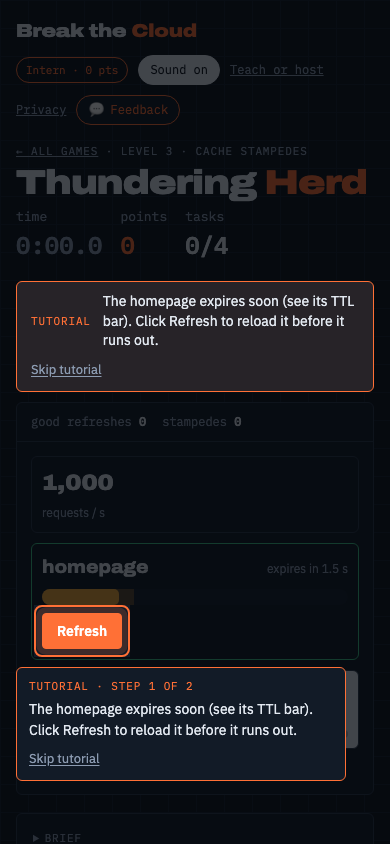 Break the Cloud
Intern · 0 pts
Sound on
Teach or host
Privacy
💬 Feedback
← ALL GAMES · LEVEL 3 · CACHE STAMPEDES
Thundering Herd
time points tasks
0:00.0 0 0/4
TUTORIAL
The homepage expires soon (see its TTL
bar). Click Refresh to reload it before it
runs out.
Skip tutorial
good refreshes 0 stampedes 0
1,000
requests / s
homepage expires in 1.5 s
Refresh
TUTORIAL · STEP 1 OF 2
The homepage expires soon (see its TTL bar).
Click Refresh to reload it before it runs out.
Skip tutorial
▶ BRIEF